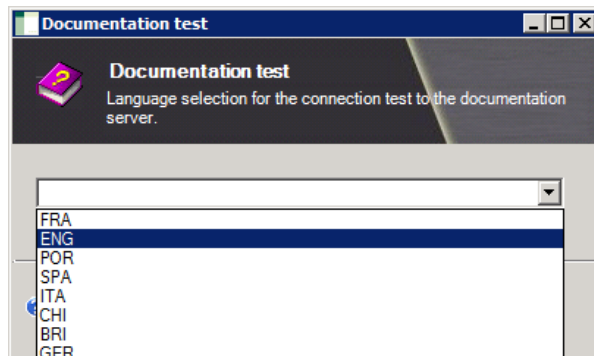 Documentation test
Documentation test
Language selection for the connection test to the documentation
server.
FRA
ENG
POR
SPA
ITA
CHI
BRI
GER